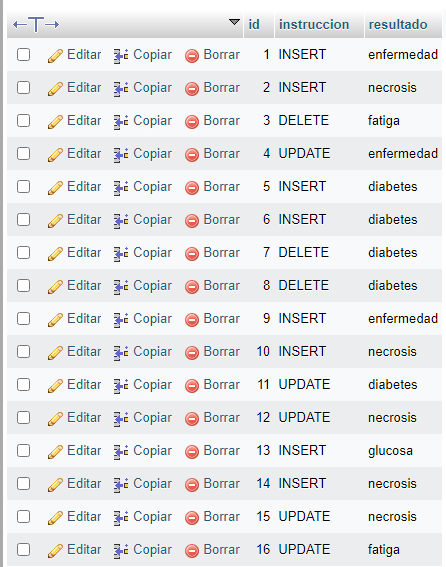 id instruccion resultado
Editar Copiar Borrar 1 INSERT enfermedad
Editar Copiar Borrar 2 INSERT necrosis
Editar Copiar Borrar 3 DELETE fatiga
Editar Copiar Borrar 4 UPDATE enfermedad
Editar Copiar Borrar 5 INSERT diabetes
Editar Copiar Borrar 6 INSERT diabetes
Editar Copiar Borrar 7 DELETE diabetes
Editar Copiar Borrar 8 DELETE diabetes
Editar Copiar Borrar 9 INSERT enfermedad
Editar Copiar Borrar 10 INSERT necrosis
Editar Copiar Borrar 11 UPDATE diabetes
Editar Copiar Borrar 12 UPDATE necrosis
Editar Copiar Borrar 13 INSERT glucosa
Editar Copiar Borrar 14 INSERT necrosis
Editar Copiar Borrar 15 UPDATE necrosis
Editar Copiar Borrar 16 UPDATE fatiga